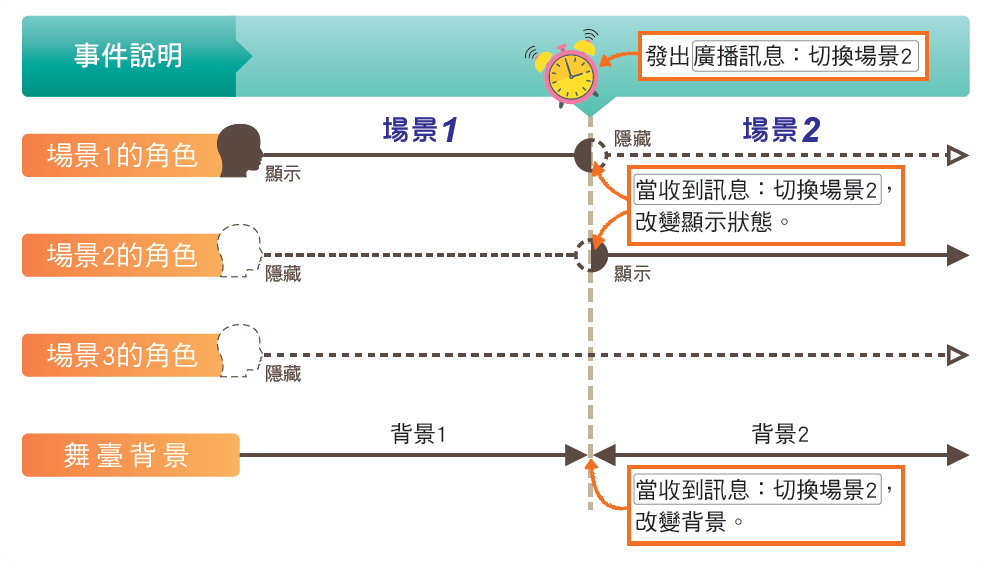 事件說明
發出廣播訊息：切換場景2
場景1
場景2
場景1的角色
顯示
隱藏
當收到訊息：切換場景2，
改變顯示狀態。
場景2的角色
隱藏
顯示
場景3的角色
隱藏
舞臺背景
背景1
背景2
當收到訊息：切換場景2，
改變背景。